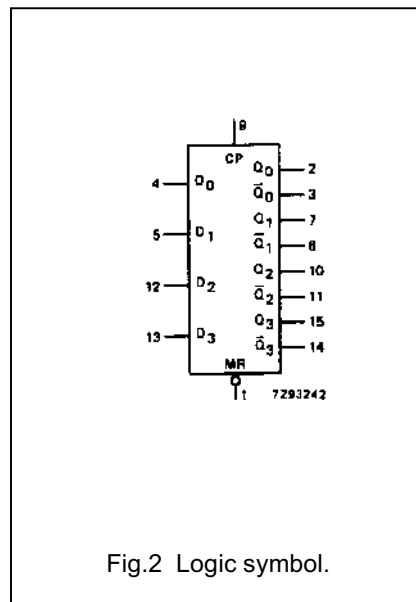 9
CP
4 D0 Q0 2
Q̄0 3
5 D1 Q1 7
Q̄1 6
12 D2 Q2 10
Q̄2 11
13 D3 Q3 15
Q̄3 14
MR
1 7Z93242
Fig.2 Logic symbol.